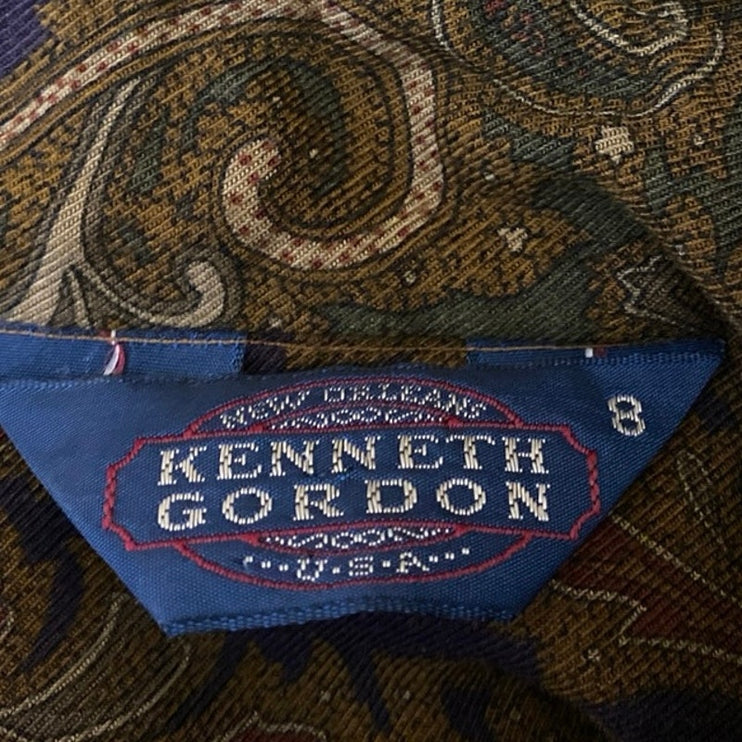 NEW ORLEANS
KENNETH
GORDON
···U·S·A···
8